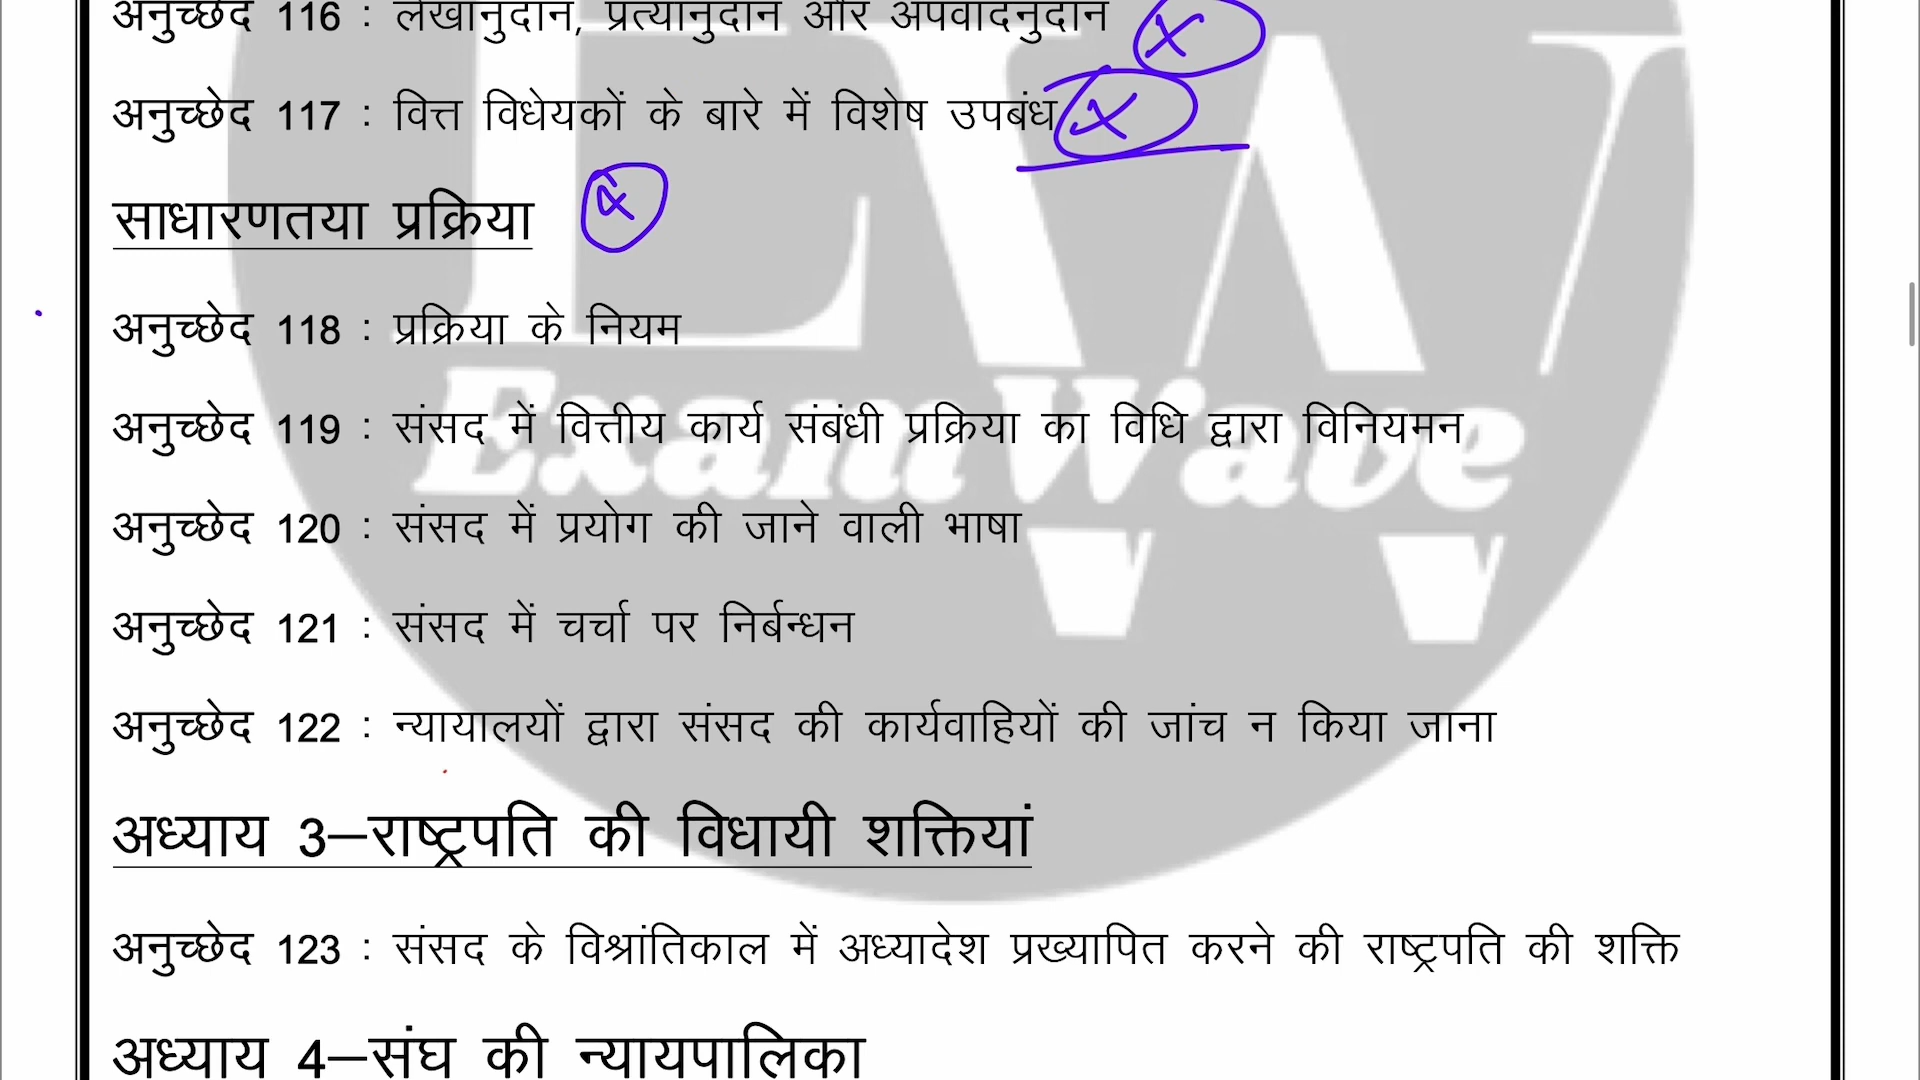 अनुच्छेद 116 : लेखानुदान, प्रत्यानुदान और अपवादनुदान
अनुच्छेद 117 : वित्त विधेयकों के बारे में विशेष उपबंध
साधारणतया प्रक्रिया
अनुच्छेद 118 : प्रक्रिया के नियम
अनुच्छेद 119 : संसद में वित्तीय कार्य संबंधी प्रक्रिया का विधि द्वारा विनियमन
ExamWave
अनुच्छेद 120 : संसद में प्रयोग की जाने वाली भाषा
अनुच्छेद 121 : संसद में चर्चा पर निर्बन्धन
अनुच्छेद 122 : न्यायालयों द्वारा संसद की कार्यवाहियों की जांच न किया जाना
अध्याय 3–राष्ट्रपति की विधायी शक्तियां
अनुच्छेद 123 : संसद के विश्रांतिकाल में अध्यादेश प्रख्यापित करने की राष्ट्रपति की शक्ति
अध्याय 4–संघ की न्यायपालिका